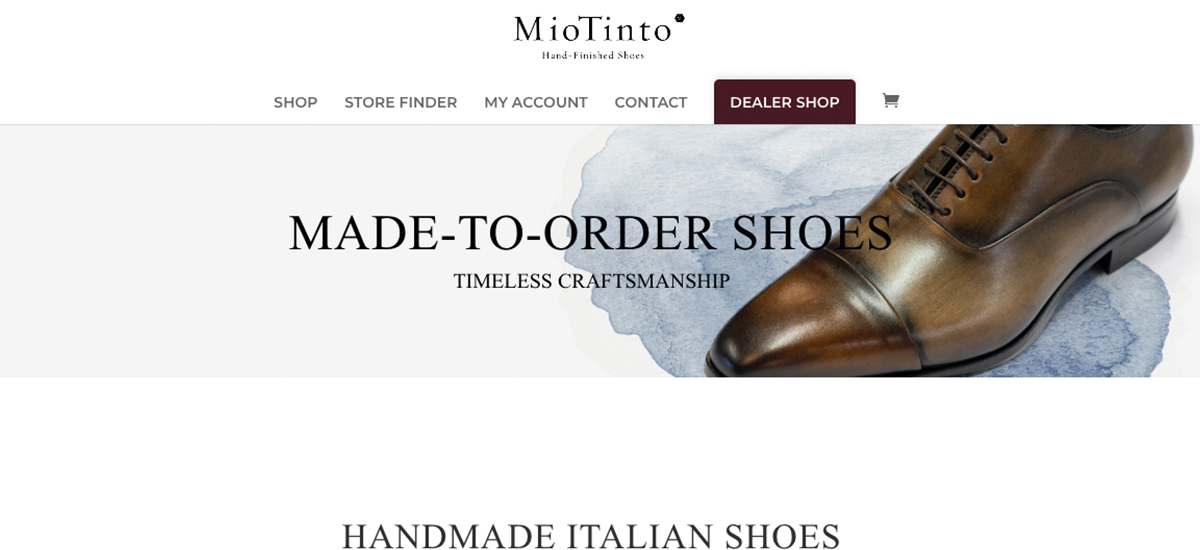 MioTinto
Hand-Finished Shoes
SHOP STORE FINDER MY ACCOUNT CONTACT DEALER SHOP
MADE-TO-ORDER SHOES
TIMELESS CRAFTSMANSHIP
HANDMADE ITALIAN SHOES